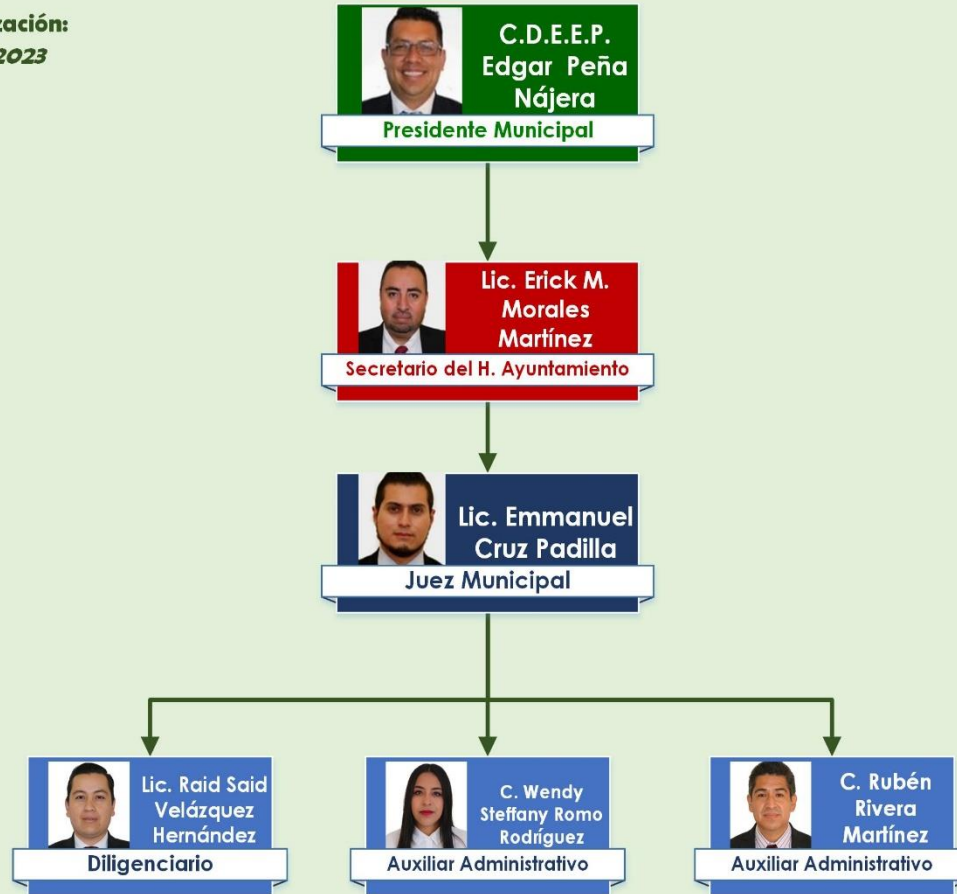 2023
C.D.E.E.P.
Edgar Peña
Nájera
Presidente Municipal
Lic. Erick M.
Morales
Martínez
Secretario del H. Ayuntamiento
Lic. Emmanuel
Cruz Padilla
Juez Municipal
Lic. Raid Said
Velázquez
Hernández
Diligenciario
C. Wendy
Steffany Romo
Rodríguez
Auxiliar Administrativo
C. Rubén
Rivera
Martínez
Auxiliar Administrativo